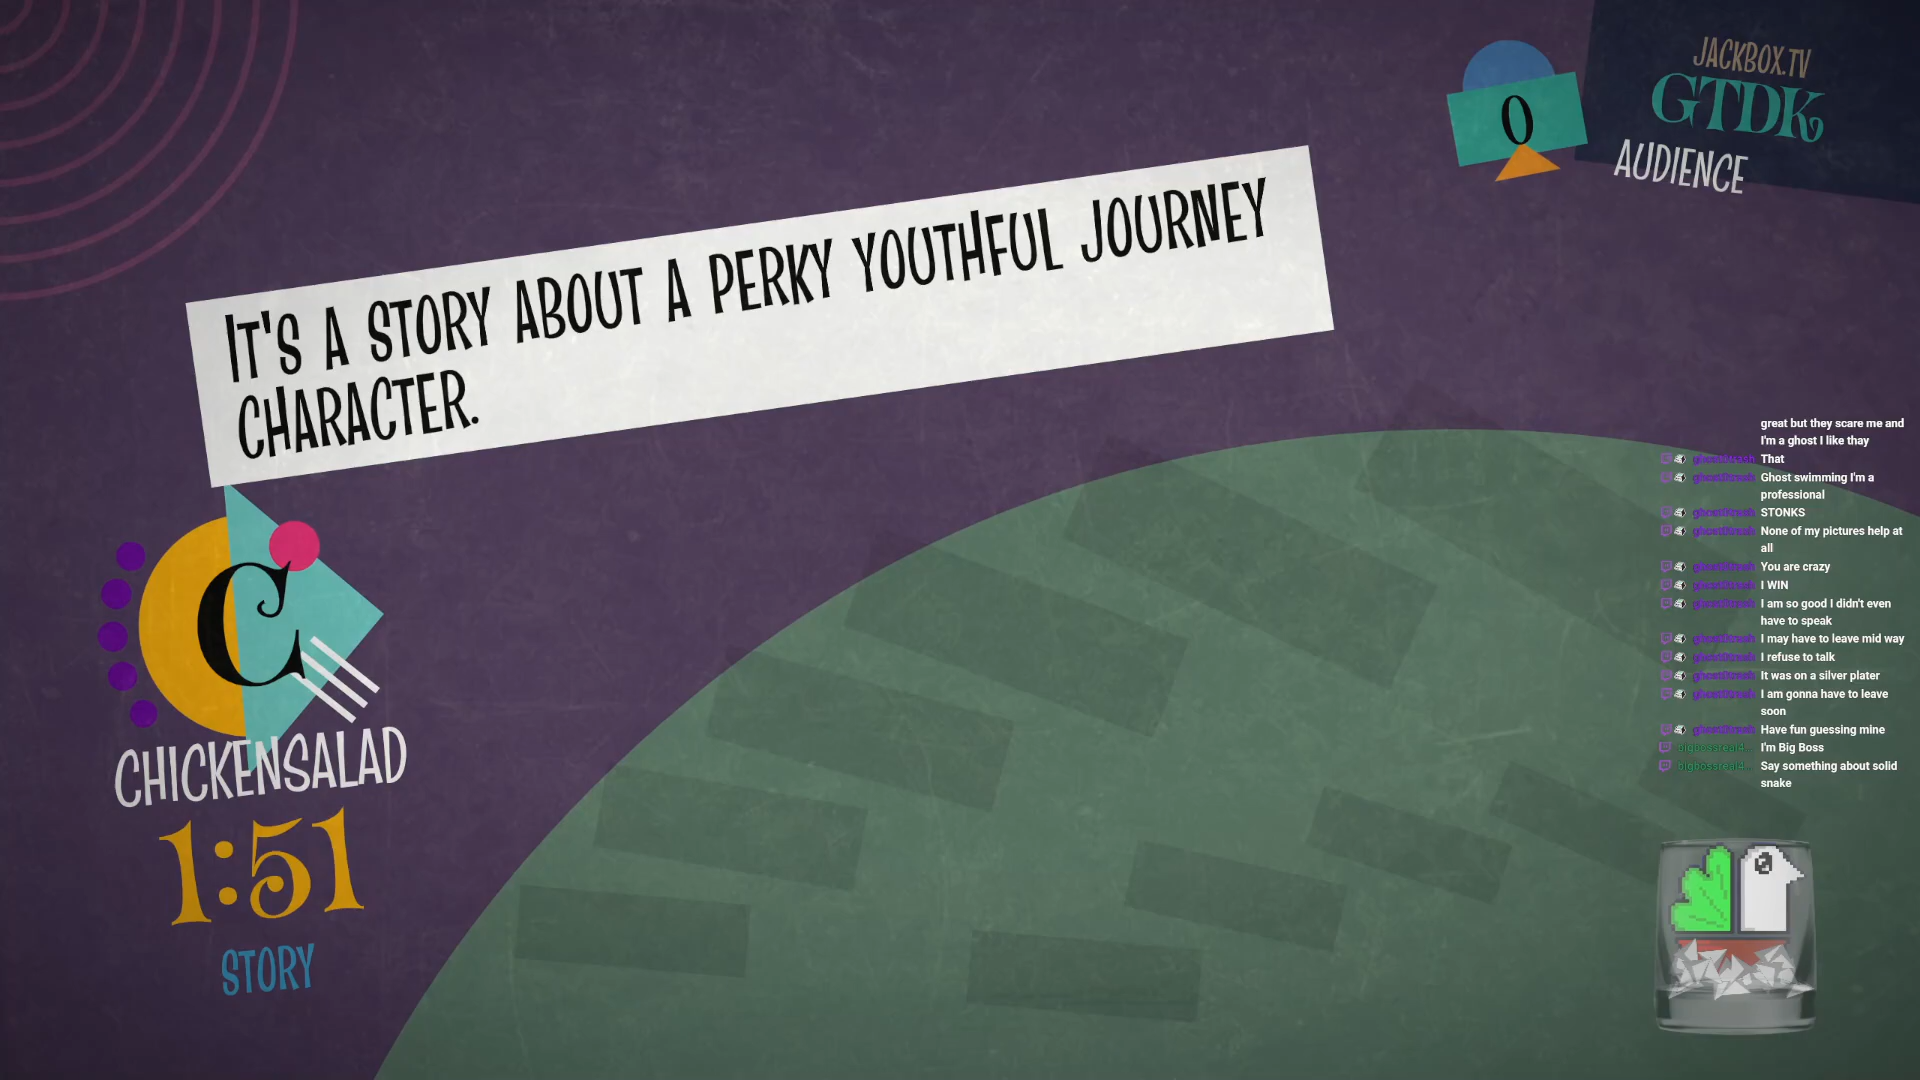 JACKBOX.TV
GTDK
0
AUDIENCE
IT'S A STORY ABOUT A PERKY YOUTHFUL JOURNEY
CHARACTER.
C
CHICKENSALAD
1:51
STORY
great but they scare me and
I'm a ghost I like thay
That
Ghost swimming I'm a
professional
STONKS
None of my pictures help at
all
You are crazy
I WIN
I am so good I didn't even
have to speak
I may have to leave mid way
I refuse to talk
It was on a silver plater
I am gonna have to leave
soon
Have fun guessing mine
bigbossreal4... I'm Big Boss
bigbossreal4... Say something about solid
snake